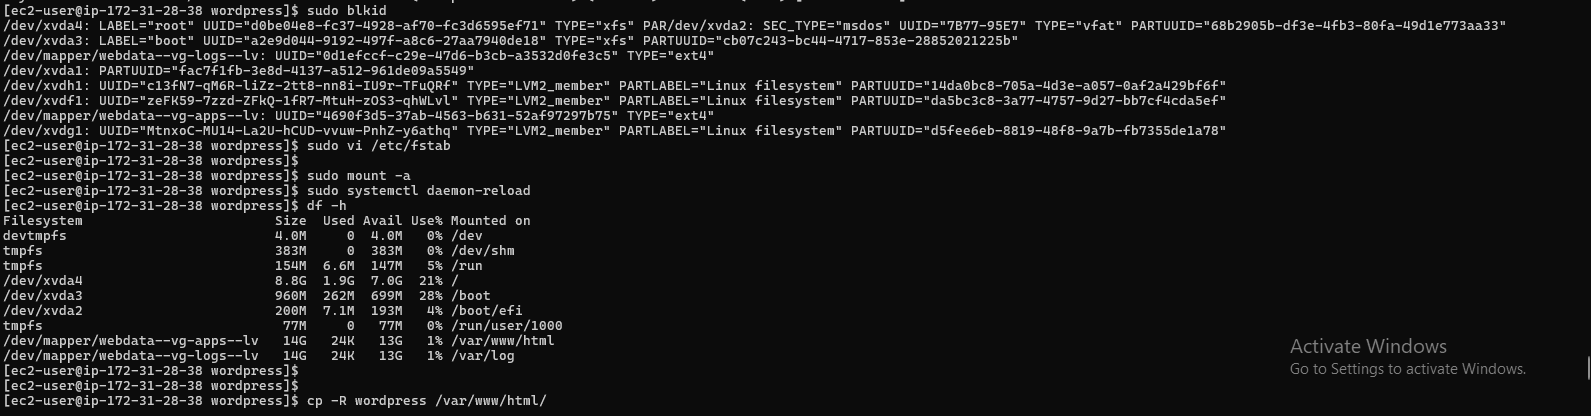 [ec2-user@ip-172-31-28-38 wordpress]$ sudo blkid
/dev/xvda4: LABEL="root" UUID="d0be04e8-fc37-4928-af70-fc3d6595ef71" TYPE="xfs" PAR/dev/xvda2: SEC_TYPE="msdos" UUID="7B77-95E7" TYPE="vfat" PARTUUID="68b2905b-df3e-4fb3-80fa-49d1e773aa33"
/dev/xvda3: LABEL="boot" UUID="a2e9d044-9192-497f-a8c6-27aa7940de18" TYPE="xfs" PARTUUID="cb07c243-bc44-4717-853e-28852021225b"
/dev/mapper/webdata--vg-logs--lv: UUID="0d1efccf-c29e-47d6-b3cb-a3532d0fe3c5" TYPE="ext4"
/dev/xvda1: PARTUUID="fac7f1fb-3e8d-4137-a512-961de09a5549"
/dev/xvdh1: UUID="c13fN7-qM6R-liZz-2tt8-nn8i-IU9r-TFuQRf" TYPE="LVM2_member" PARTLABEL="Linux filesystem" PARTUUID="14da0bc8-705a-4d3e-a057-0af2a429bf6f"
/dev/xvdf1: UUID="zeFK59-7zzd-ZFkQ-1fR7-MtuH-zOS3-qhWLvl" TYPE="LVM2_member" PARTLABEL="Linux filesystem" PARTUUID="da5bc3c8-3a77-4757-9d27-bb7cf4cda5ef"
/dev/mapper/webdata--vg-apps--lv: UUID="4690f3d5-37ab-4563-b631-52af97297b75" TYPE="ext4"
/dev/xvdg1: UUID="MtnxoC-MU14-La2U-hCUD-vvuw-PnhZ-y6athq" TYPE="LVM2_member" PARTLABEL="Linux filesystem" PARTUUID="d5fee6eb-8819-48f8-9a7b-fb7355de1a78"
[ec2-user@ip-172-31-28-38 wordpress]$ sudo vi /etc/fstab
[ec2-user@ip-172-31-28-38 wordpress]$
[ec2-user@ip-172-31-28-38 wordpress]$ sudo mount -a
[ec2-user@ip-172-31-28-38 wordpress]$ sudo systemctl daemon-reload
[ec2-user@ip-172-31-28-38 wordpress]$ df -h
Filesystem                        Size  Used Avail Use% Mounted on
devtmpfs                          4.0M     0  4.0M   0% /dev
tmpfs                             383M     0  383M   0% /dev/shm
tmpfs                             154M  6.6M  147M   5% /run
/dev/xvda4                        8.8G  1.9G  7.0G  21% /
/dev/xvda3                        960M  262M  699M  28% /boot
/dev/xvda2                        200M  7.1M  193M   4% /boot/efi
tmpfs                              77M     0   77M   0% /run/user/1000
/dev/mapper/webdata--vg-apps--lv   14G   24K   13G   1% /var/www/html
/dev/mapper/webdata--vg-logs--lv   14G   24K   13G   1% /var/log
[ec2-user@ip-172-31-28-38 wordpress]$
[ec2-user@ip-172-31-28-38 wordpress]$
[ec2-user@ip-172-31-28-38 wordpress]$ cp -R wordpress /var/www/html/
Activate Windows
Go to Settings to activate Windows.